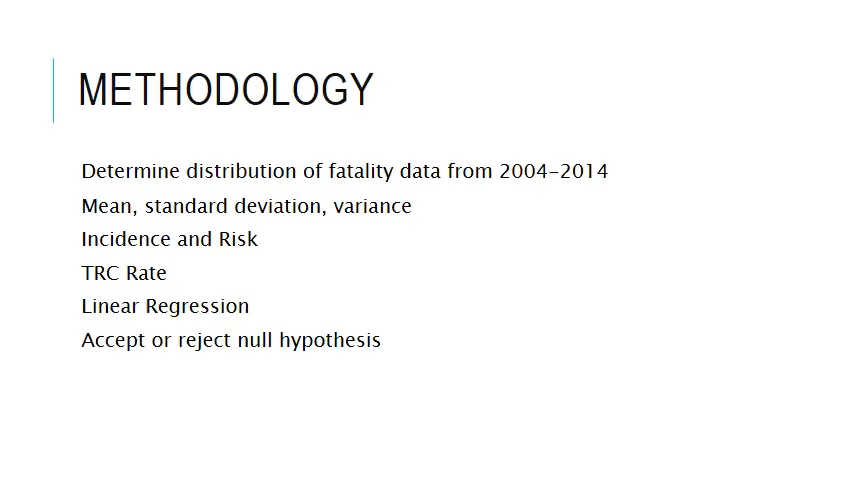 METHODOLOGY
Determine distribution of fatality data from 2004-2014
Mean, standard deviation, variance
Incidence and Risk
TRC Rate
Linear Regression
Accept or reject null hypothesis